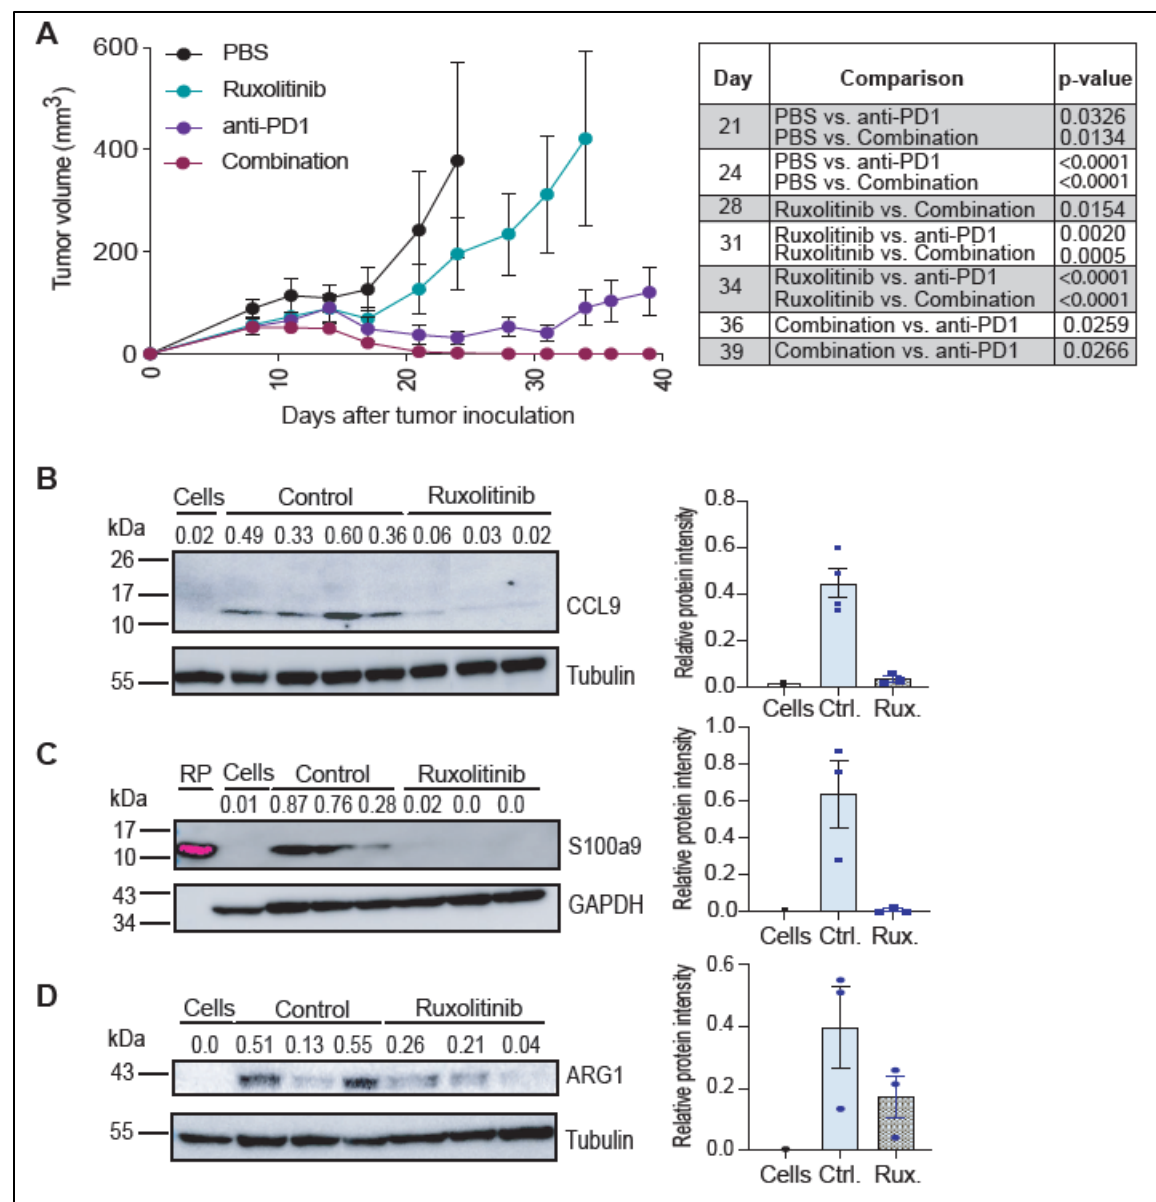 A
600
400
200
0
Tumor volume (mm³)
PBS
Ruxolitinib
anti-PD1
Combination
0
10
20
30
40
Days after tumor inoculation
Day Comparison p-value
21 PBS vs. anti-PD1 0.0326
PBS vs. Combination 0.0134
24 PBS vs. anti-PD1 <0.0001
PBS vs. Combination <0.0001
28 Ruxolitinib vs. Combination 0.0154
31 Ruxolitinib vs. anti-PD1 0.0020
Ruxolitinib vs. Combination 0.0005
34 Ruxolitinib vs. anti-PD1 <0.0001
Ruxolitinib vs. Combination <0.0001
36 Combination vs. anti-PD1 0.0259
39 Combination vs. anti-PD1 0.0266
B
Cells Control Ruxolitinib
kDa 0.02 0.49 0.33 0.60 0.36 0.06 0.03 0.02
26
17
10
CCL9
55
Tubulin
Relative protein intensity
0.8
0.6
0.4
0.2
0.0
Cells Ctrl. Rux.
C
RP Cells Control Ruxolitinib
kDa 0.01 0.87 0.76 0.28 0.02 0.0 0.0
17
10
S100a9
43
34
GAPDH
Relative protein intensity
1.0
0.8
0.6
0.4
0.2
0.0
Cells Ctrl. Rux.
D
Cells Control Ruxolitinib
kDa 0.0 0.51 0.13 0.55 0.26 0.21 0.04
43
ARG1
55
Tubulin
Relative protein intensity
0.6
0.4
0.2
0.0
Cells Ctrl. Rux.